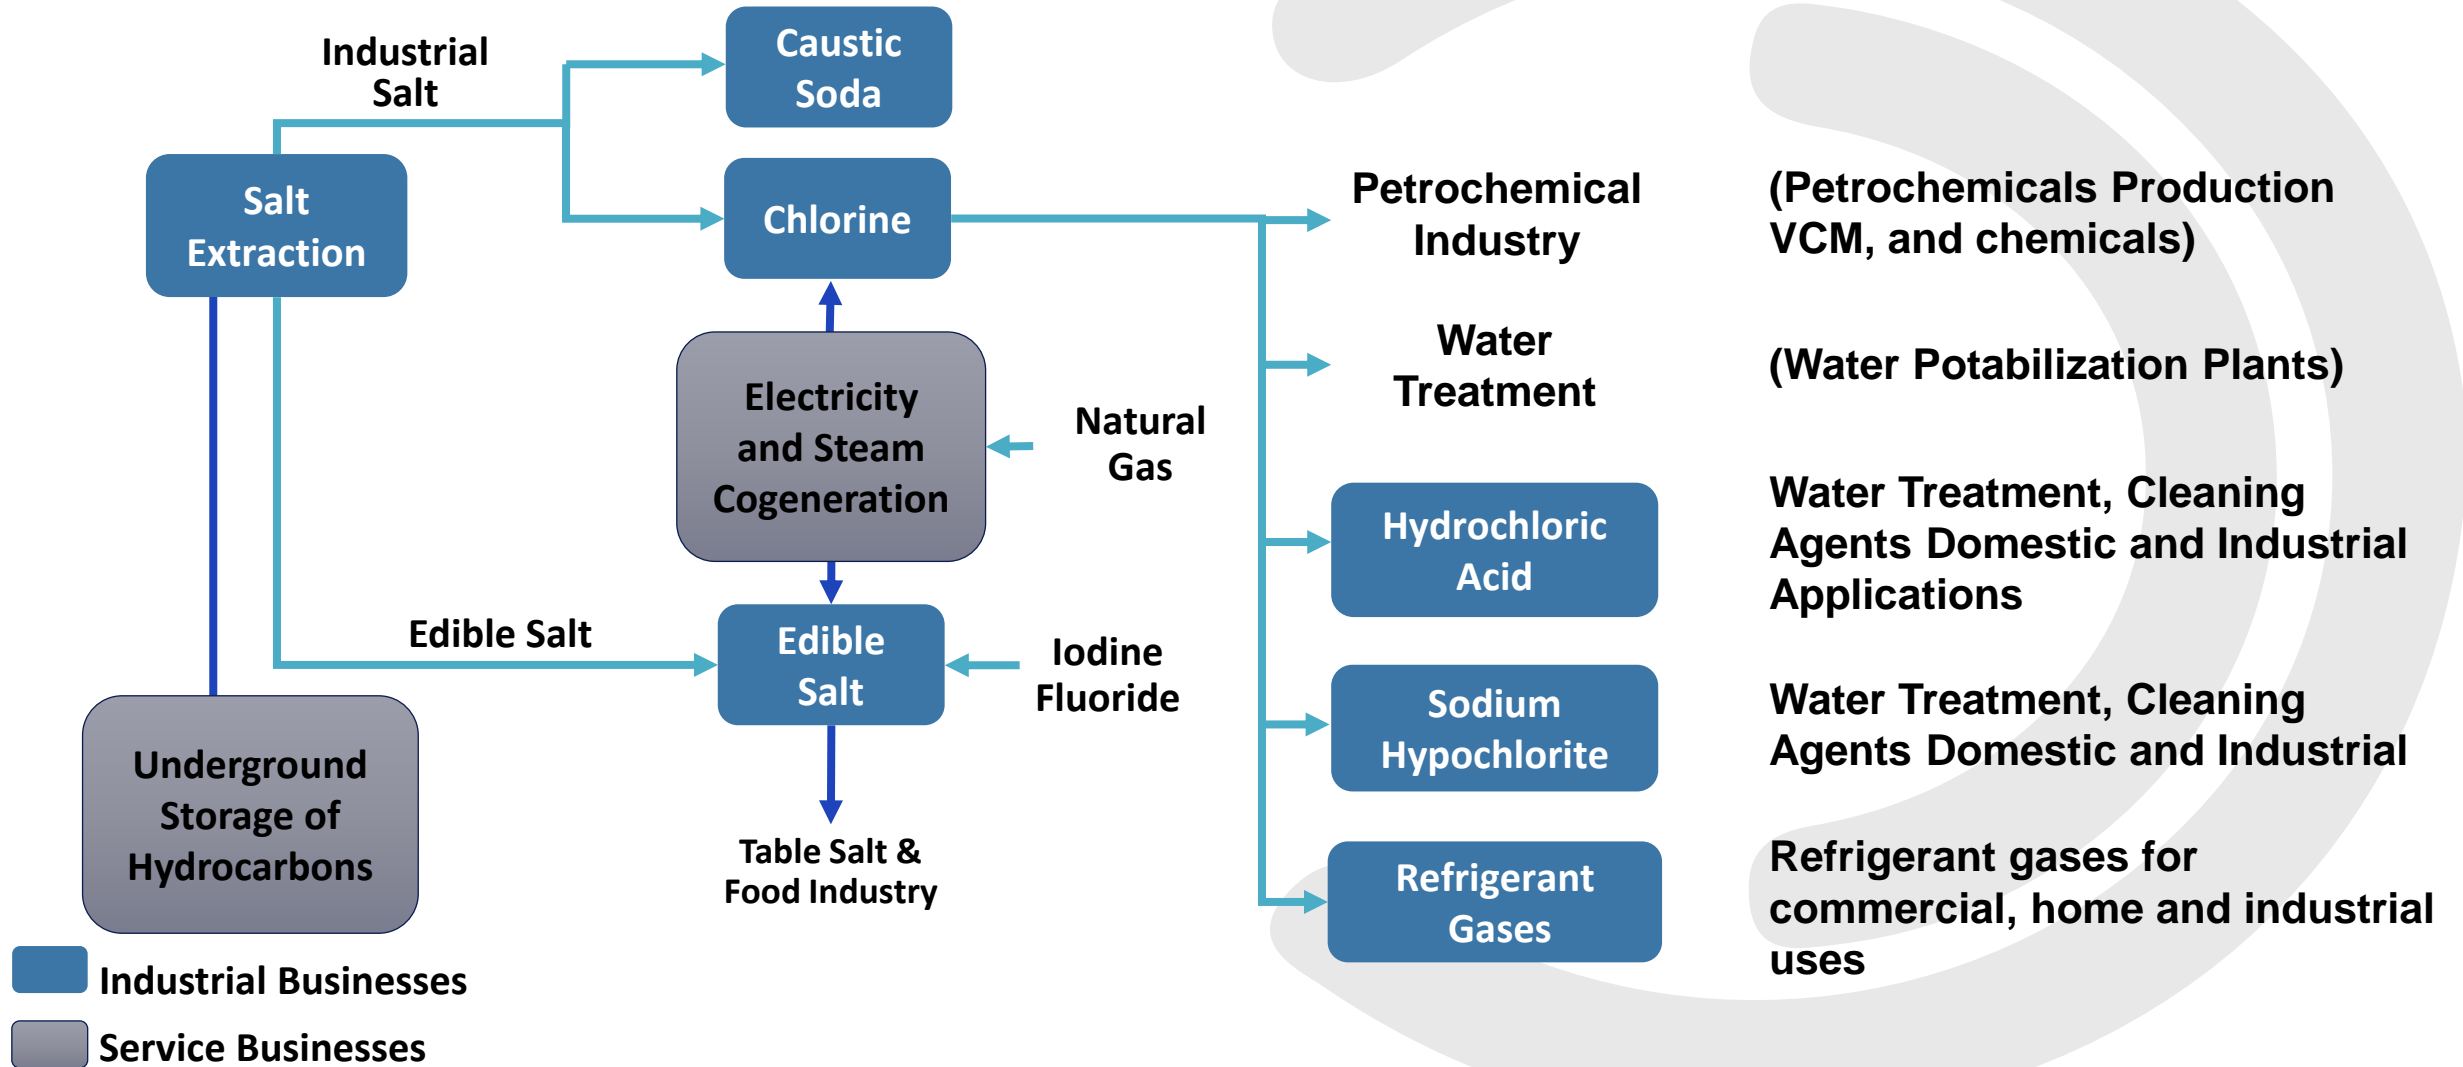 Industrial
Salt
Caustic
Soda
Salt
Extraction
Chlorine
Petrochemical
Industry
(Petrochemicals Production
VCM, and chemicals)
Electricity
and Steam
Cogeneration
Natural
Gas
Water
Treatment
(Water Potabilization Plants)
Hydrochloric
Acid
Water Treatment, Cleaning
Agents Domestic and Industrial
Applications
Edible Salt
Edible
Salt
Iodine
Fluoride
Sodium
Hypochlorite
Water Treatment, Cleaning
Agents Domestic and Industrial
Underground
Storage of
Hydrocarbons
Table Salt &
Food Industry
Refrigerant
Gases
Refrigerant gases for
commercial, home and industrial
uses
Industrial Businesses
Service Businesses